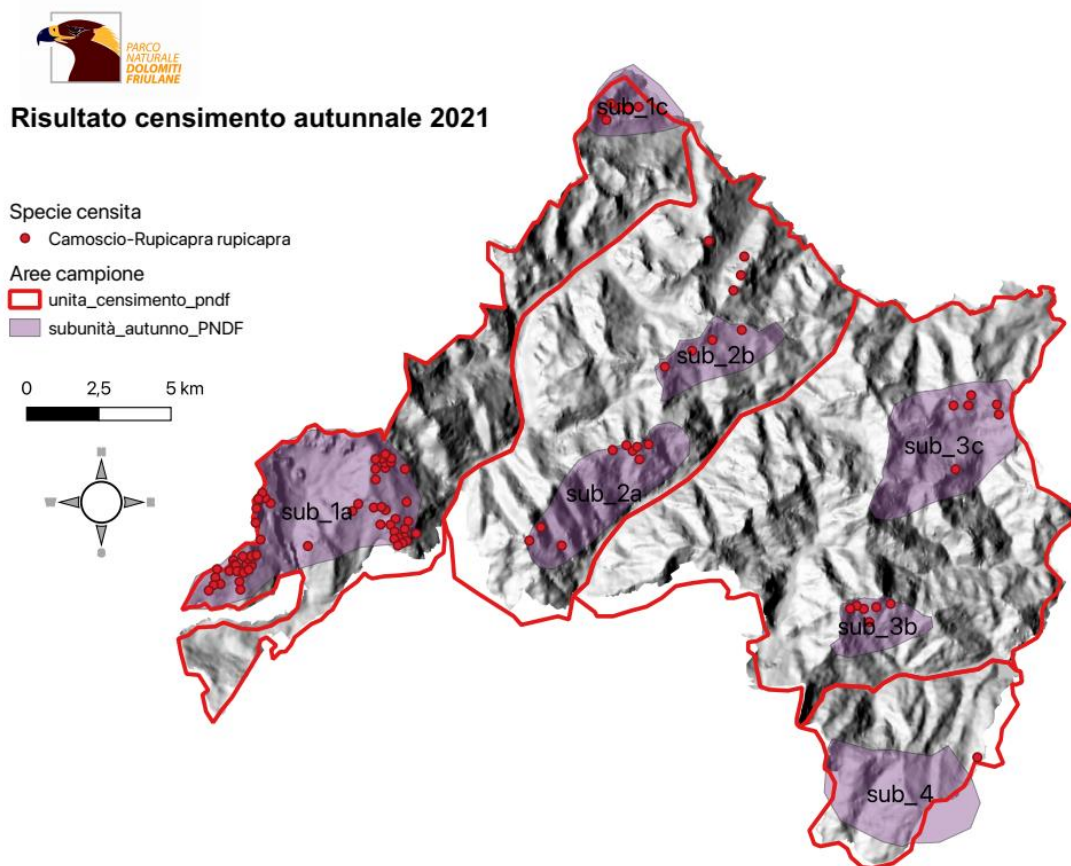 PARCO
NATURALE
DOLOMITI
FRIULANE
Risultato censimento autunnale 2021
Specie censita
Camoscio-Rupicapra rupicapra
Aree campione
unita_censimento_pndf
subunità_autunno_PNDF
0 2,5 5 km
W
sub_1c
sub_2b
sub_3c
sub_2a
sub_1a
sub_3b
sub_4